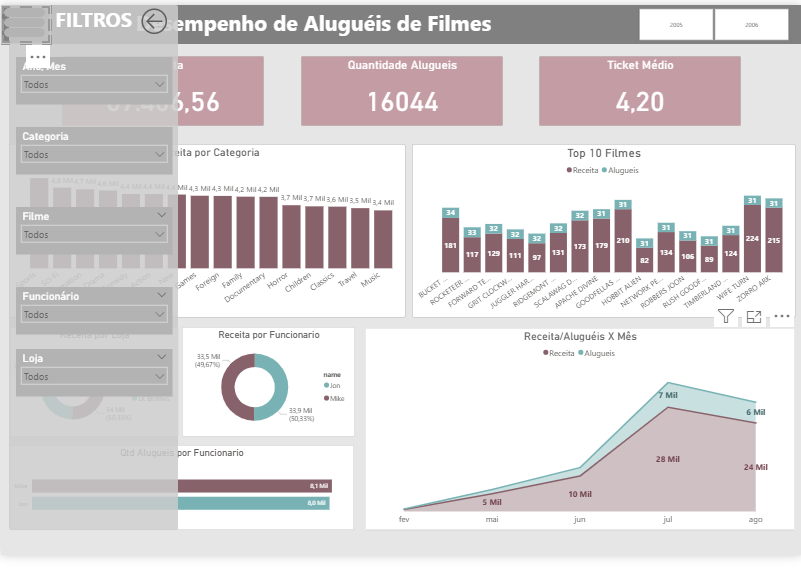 FILTROS
esempenho de Aluguéis de Filmes
2005
2006
Todos
Categoria
Todos
Filme
Todos
Funcionário
Todos
Loja
Todos
6,56
Quantidade Alugueis
16044
Ticket Médio
4,20
eita por Categoria
4,3 Mil 4,3 Mil 4,2 Mil 4,2 Mil
3,7 Mil 3,7 Mil 3,6 Mil 3,5 Mil 3,4 Mil
Games Foreign Family Documentary Horror Children Classics Travel Music
Top 10 Filmes
Receita Alugueis
34 33 32 32 32 32 32 31 31 31 31 31 31 31 31 31
181 117 129 111 97 131 173 179 210 82 134 106 89 124 224 215
BUCKET ... ROCKETEER ... FORWARD TE... GRIT CLOCKW... JUGGLER HAR... RIDGEMONT ... SCALAWAG D... APACHE DIVINE GOODFELLAS ... HOBBIT ALIEN NETWORK PE... ROBBERS JOON RUSH GOODF... TIMBERLAND ... WIFE TURN ZORRO ARK
Receita por Loja
Receita por Funcionario
33,5 Mil
(49,67%)
33,9 Mil
(50,33%)
name
Jon
Mike
Qtd Alugueis por Funcionario
8,1 Mil
8,0 Mil
Receita/Aluguéis X Mês
Receita Alugueis
7 Mil
6 Mil
28 Mil
24 Mil
10 Mil
5 Mil
fev mai jun jul ago